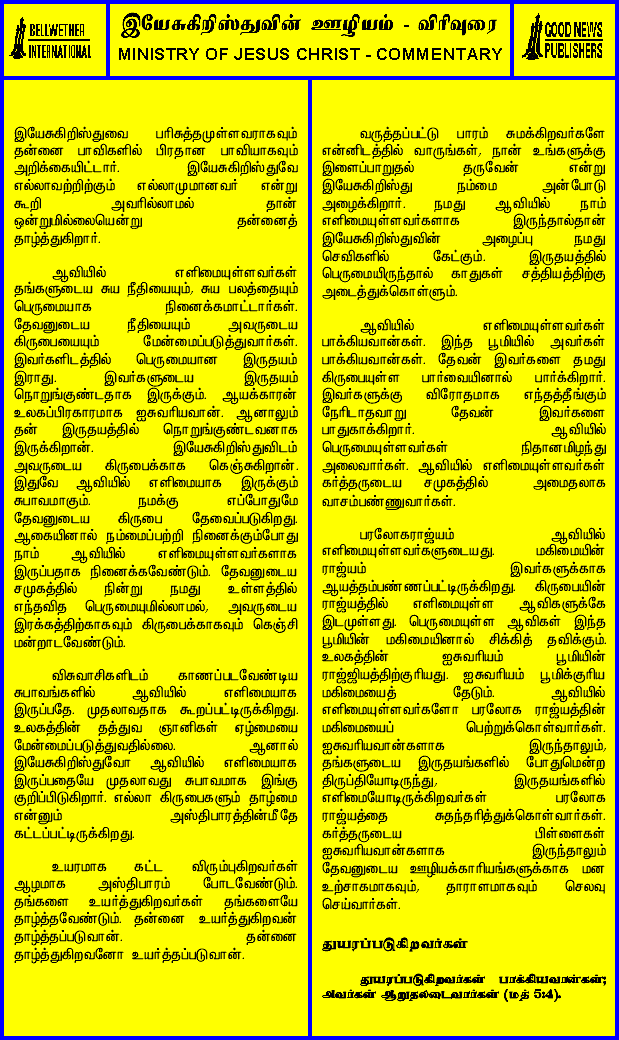 BELLWETHER
INTERNATIONAL
இயேசுகிறிஸ்துவின் ஊழியம் - விரிவுரை
MINISTRY OF JESUS CHRIST - COMMENTARY
GOOD NEWS
PUBLISHERS
இயேசுகிறிஸ்துவை பரிசுத்தமுள்ளவராகவும்
தன்னை பாவிகளில் பிரதான பாவியாகவும்
அறிக்கையிட்டார். இயேசுகிறிஸ்துவே
எல்லாவற்றிற்கும் எல்லாமுமானவர் என்று
கூறி அவரில்லாமல் தான்
ஒன்றுமில்லையென்று தன்னைத்
தாழ்த்துகிறார்.
ஆவியில் எளிமையுள்ளவர்கள்
தங்களுடைய சுய நீதியையும், சுய பலத்தையும்
பெருமையாக நினைக்கமாட்டார்கள்.
தேவனுடைய நீதியையும் அவருடைய
கிருபையையும் மேன்மைப்படுத்துவார்கள்.
இவர்களிடத்தில் பெருமையான இருதயம்
இராது. இவர்களுடைய இருதயம்
நொறுங்குண்டதாக இருக்கும். ஆயக்காரன்
உலகப்பிரகாரமாக ஐசுவரியவான். ஆனாலும்
தன் இருதயத்தில் நொறுங்குண்டவனாக
இருக்கிறான். இயேசுகிறிஸ்துவிடம்
அவருடைய கிருபைக்காக கெஞ்சுகிறான்.
இதுவே ஆவியில் எளிமையாக இருக்கும்
சுபாவமாகும். நமக்கு எப்போதுமே
தேவனுடைய கிருபை தேவைப்படுகிறது.
ஆகையினால் நம்மைப்பற்றி நினைக்கும்போது
நாம் ஆவியில் எளிமையுள்ளவர்களாக
இருப்பதாக நினைக்கவேண்டும். தேவனுடைய
சமுகத்தில் நின்று நமது உள்ளத்தில்
எந்தவித பெருமையுமில்லாமல், அவருடைய
இரக்கத்திற்காகவும் கிருபைக்காகவும் கெஞ்சி
மன்றாடவேண்டும்.
விசுவாசிகளிடம் காணப்படவேண்டிய
சுபாவங்களில் ஆவியில் எளிமையாக
இருப்பதே. முதலாவதாக கூறப்பட்டிருக்கிறது.
உலகத்தின் தத்துவ ஞானிகள் ஏழ்மையை
மேன்மைப்படுத்துவதில்லை. ஆனால்
இயேசுகிறிஸ்துவோ ஆவியில் எளிமையாக
இருப்பதையே முதலாவது சுபாவமாக இங்கு
குறிப்பிடுகிறார். எல்லா கிருபைகளும் தாழ்மை
என்னும் அஸ்திபாரத்தின்மீதே
கட்டப்பட்டிருக்கிறது.
உயரமாக கட்ட விரும்புகிறவர்கள்
ஆழமாக அஸ்திபாரம் போடவேண்டும்.
தங்களை உயர்த்துகிறவர்கள் தங்களையே
தாழ்த்தவேண்டும். தன்னை உயர்த்துகிறவன்
தாழ்த்தப்படுவான். தன்னை
தாழ்த்துகிறவனோ உயர்த்தப்படுவான்.
வருத்தப்பட்டு பாரம் சுமக்கிறவர்களே
என்னிடத்தில் வாருங்கள், நான் உங்களுக்கு
இளைப்பாறுதல் தருவேன் என்று
இயேசுகிறிஸ்து நம்மை அன்போடு
அழைக்கிறார். நமது ஆவியில் நாம்
எளிமையுள்ளவர்களாக இருந்தால்தான்
இயேசுகிறிஸ்துவின் அழைப்பு நமது
செவிகளில் கேட்கும். இருதயத்தில்
பெருமையிருந்தால் காதுகள் சத்தியத்திற்கு
அடைத்துக்கொள்ளும்.
ஆவியில் எளிமையுள்ளவர்கள்
பாக்கியவான்கள். இந்த பூமியில் அவர்கள்
பாக்கியவான்கள். தேவன் இவர்களை தமது
கிருபையுள்ள பார்வையினால் பார்க்கிறார்.
இவர்களுக்கு விரோதமாக எந்தத்தீங்கும்
நேரிடாதவாறு தேவன் இவர்களை
பாதுகாக்கிறார். ஆவியில்
பெருமையுள்ளவர்கள் நிதானமிழந்து
அலைவார்கள். ஆவியில் எளிமையுள்ளவர்கள்
கர்த்தருடைய சமுகத்தில் அமைதலாக
வாசம்பண்ணுவார்கள்.
பரலோகராஜ்யம் ஆவியில்
எளிமையுள்ளவர்களுடையது. மகிமையின்
ராஜ்யம் இவர்களுக்காக
ஆயத்தம்பண்ணப்பட்டிருக்கிறது. கிருபையின்
ராஜ்யத்தில் எளிமையுள்ள ஆவிகளுக்கே
இடமுள்ளது. பெருமையுள்ள ஆவிகள் இந்த
பூமியின் மகிமையினால் சிக்கித் தவிக்கும்.
உலகத்தின் ஐசுவரியம் பூமியின்
ராஜ்ஜியத்திற்குரியது. ஐசுவரியம் பூமிக்குரிய
மகிமையைத் தேடும். ஆவியில்
எளிமையுள்ளவர்களோ பரலோக ராஜ்யத்தின்
மகிமையைப் பெற்றுக்கொள்வார்கள்.
ஐசுவரியவான்களாக இருந்தாலும்,
தங்களுடைய இருதயங்களில் போதுமென்ற
திருப்தியோடிருந்து, இருதயங்களில்
எளிமையோடிருக்கிறவர்கள் பரலோக
ராஜ்யத்தை சுதந்தரித்துக்கொள்வார்கள்.
கர்த்தருடைய பிள்ளைகள்
ஐசுவரியவான்களாக இருந்தாலும்
தேவனுடைய ஊழியக்காரியங்களுக்காக மன
உற்சாகமாகவும், தாராளமாகவும் செலவு
செய்வார்கள்.
துயரப்படுகிறவர்கள்
துயரப்படுகிறவர்கள் பாக்கியவான்கள்;
அவர்கள் ஆறுதலடைவார்கள் (மத் 5:4).